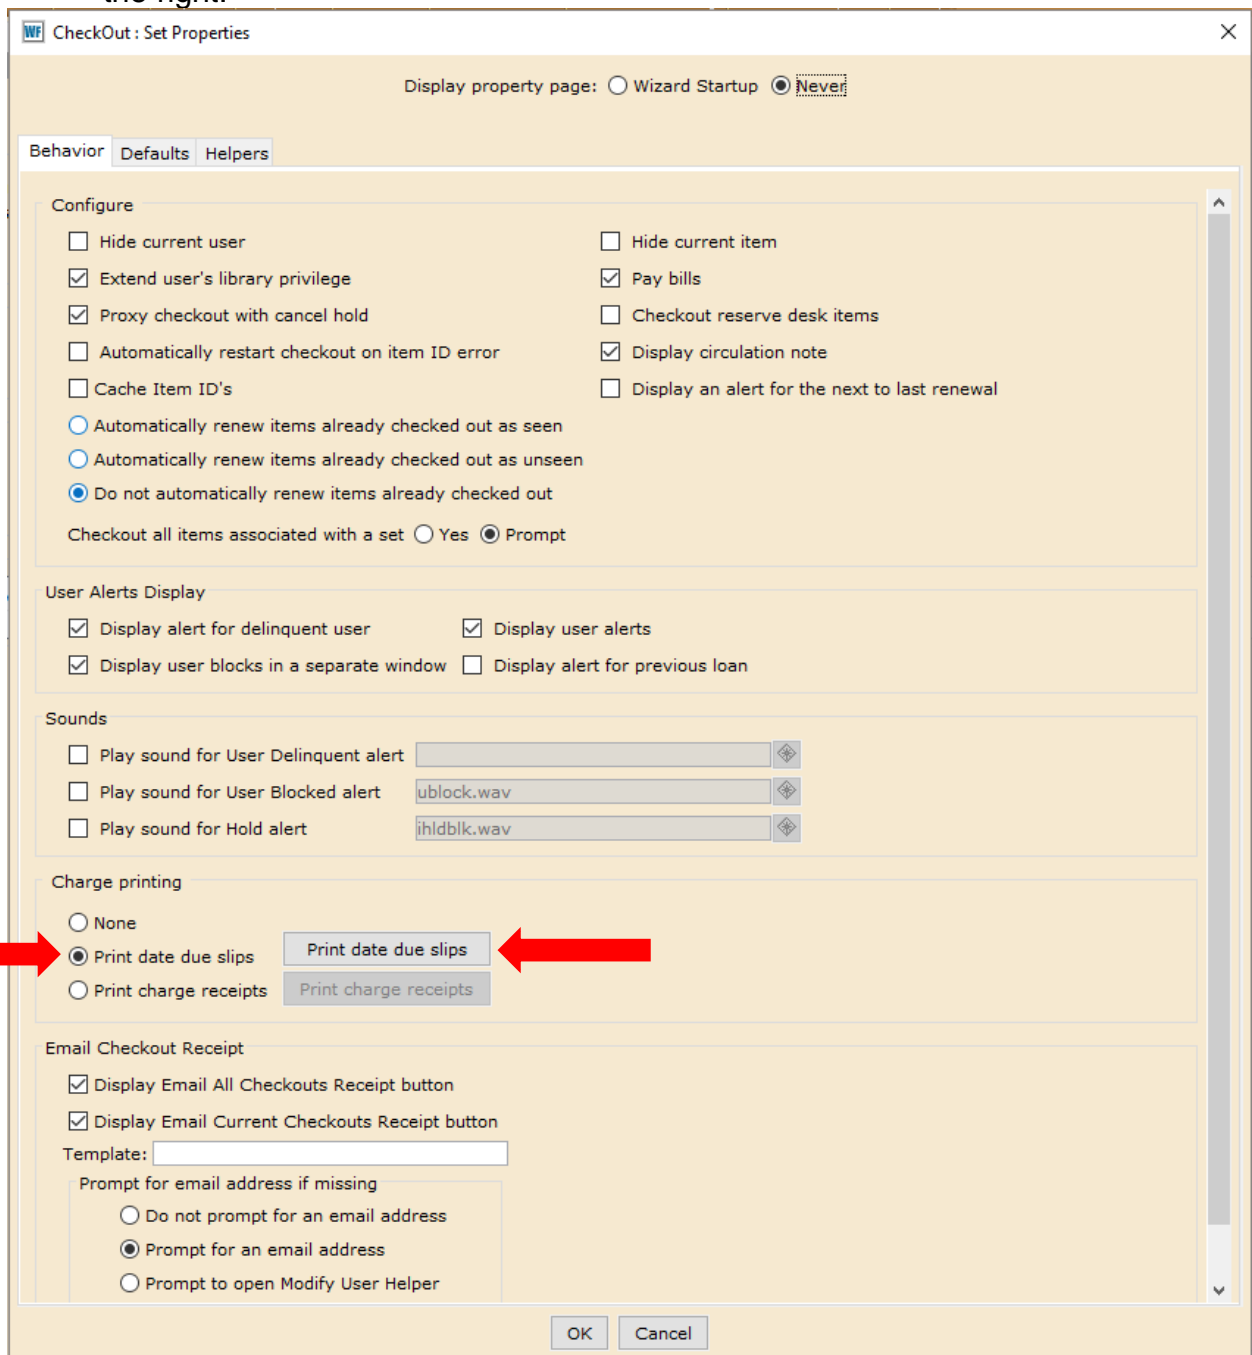 the right.
WF CheckOut : Set Properties
Display property page: Wizard Startup Never
Behavior Defaults Helpers
Configure
Hide current user Hide current item
Extend user's library privilege Pay bills
Proxy checkout with cancel hold Checkout reserve desk items
Automatically restart checkout on item ID error Display circulation note
Cache Item ID's Display an alert for the next to last renewal
Automatically renew items already checked out as seen
Automatically renew items already checked out as unseen
Do not automatically renew items already checked out
Checkout all items associated with a set Yes Prompt
User Alerts Display
Display alert for delinquent user Display user alerts
Display user blocks in a separate window Display alert for previous loan
Sounds
Play sound for User Delinquent alert
Play sound for User Blocked alert ublock.wav
Play sound for Hold alert ihldblk.wav
Charge printing
None
Print date due slips Print date due slips
Print charge receipts Print charge receipts
Email Checkout Receipt
Display Email All Checkouts Receipt button
Display Email Current Checkouts Receipt button
Template:
Prompt for email address if missing
Do not prompt for an email address
Prompt for an email address
Prompt to open Modify User Helper
OK Cancel